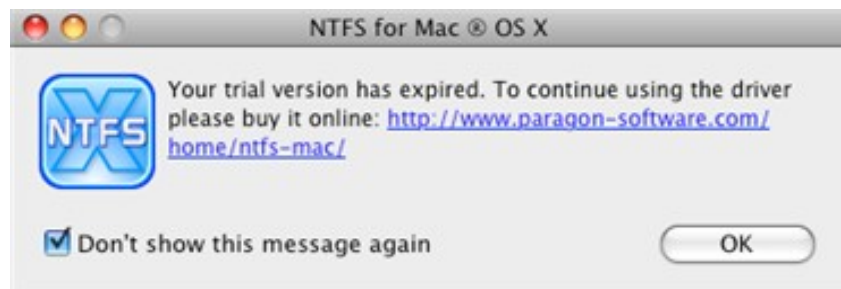 NTFS for Mac ® OS X
NTFS
Your trial version has expired. To continue using the driver
please buy it online: http://www.paragon-software.com/
home/ntfs-mac/
Don't show this message again
OK